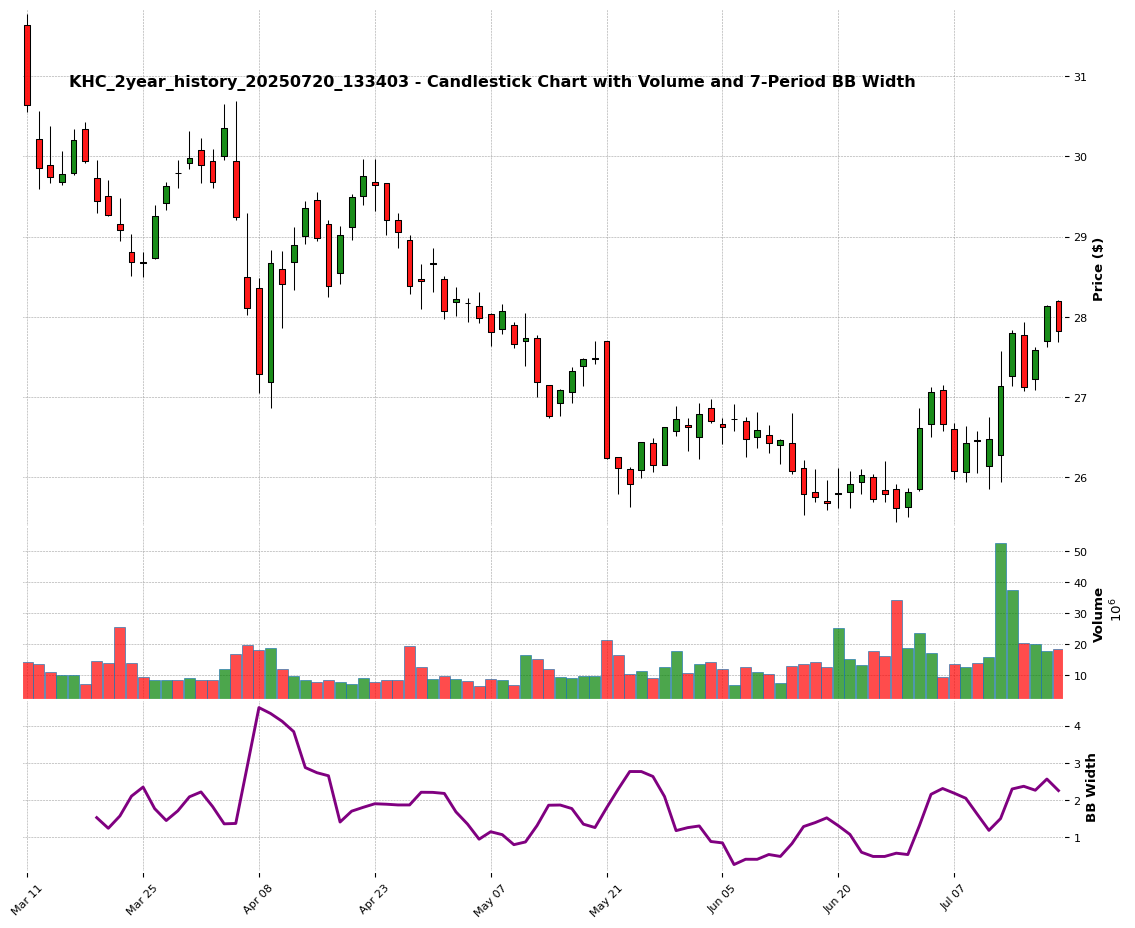 KHC_2year_history_20250720_133403 - Candlestick Chart with Volume and 7-Period BB Width
31
30
29
28
27
26
Price ($)
50
40
30
20
10
Volume
10^6
4
3
2
1
BB Width
Mar 11
Mar 25
Apr 08
Apr 23
May 07
May 21
Jun 05
Jun 20
Jul 07